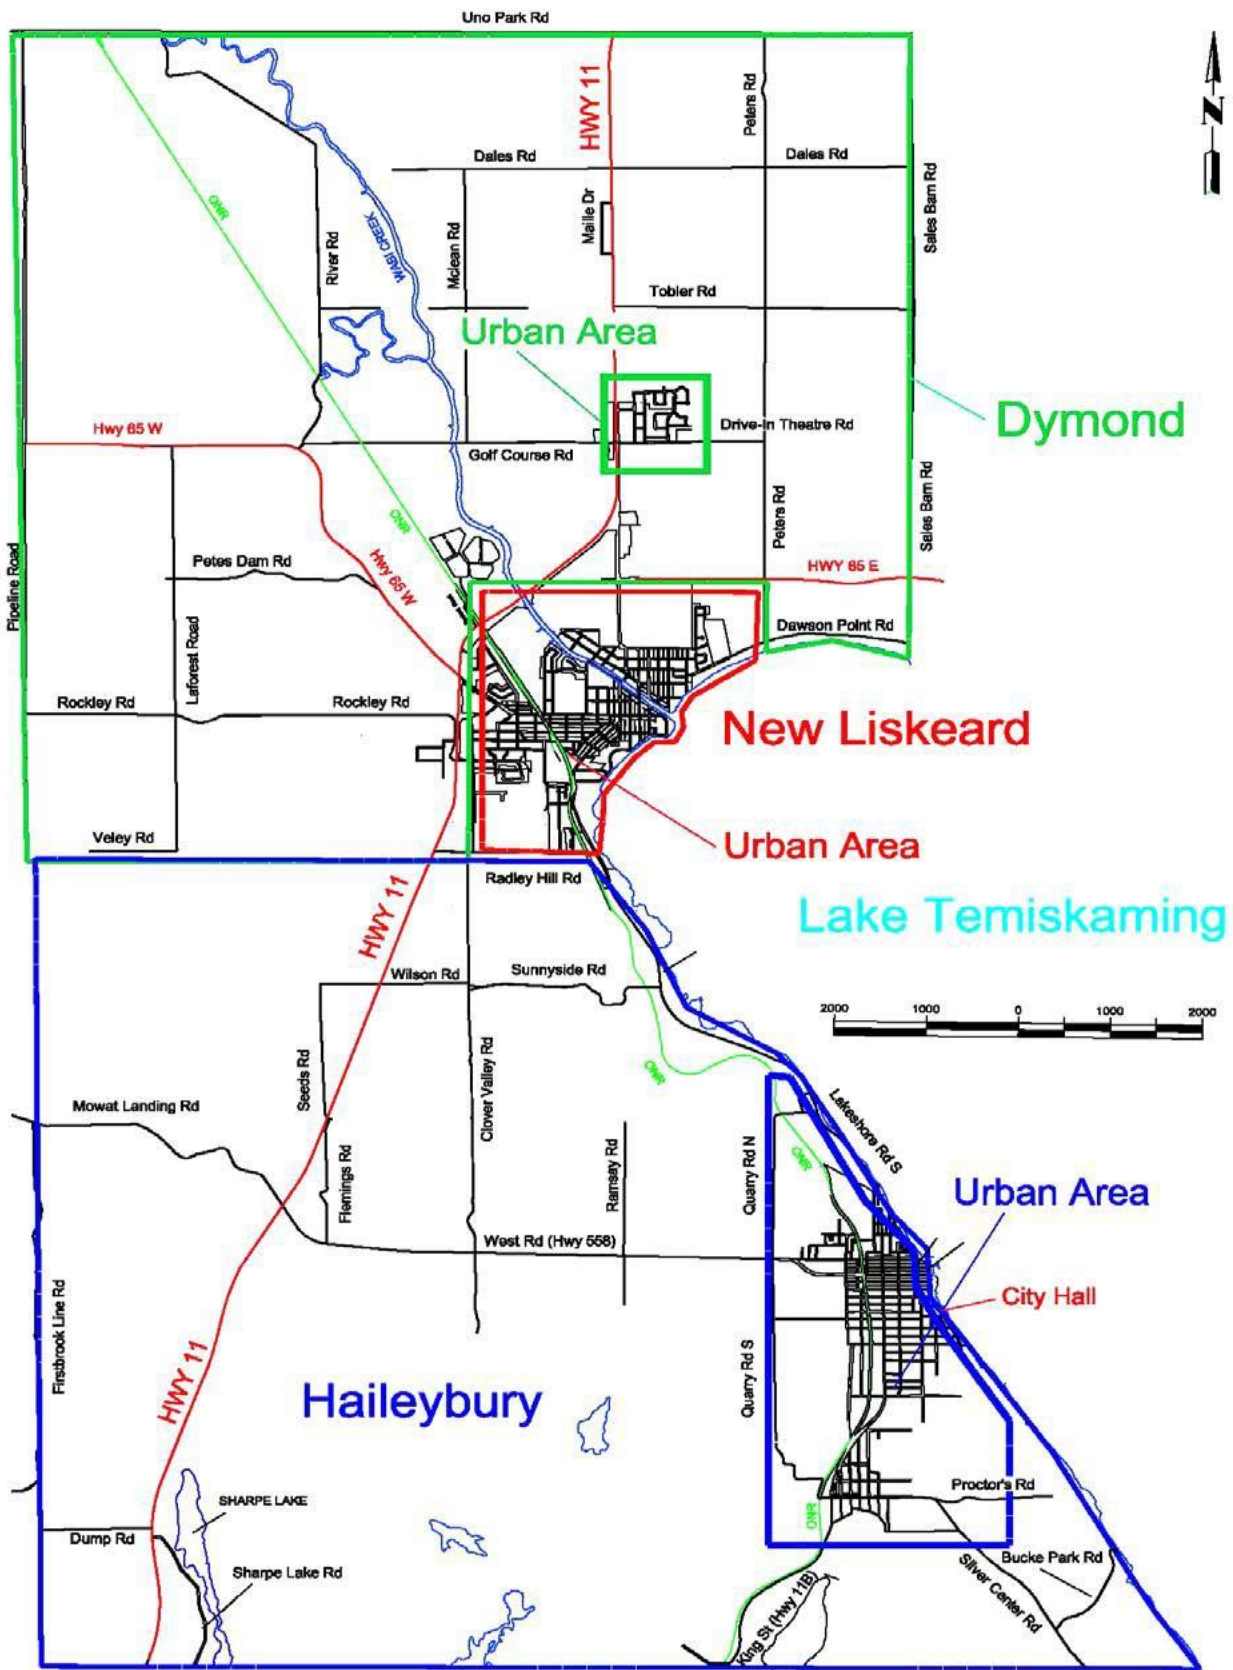 Uno Park Rd
HWY 11
Peters Rd
N
Dales Rd
Dales Rd
Sales Barn Rd
ONR
WABI CREEK
Maille Dr
River Rd
Mclean Rd
Tobler Rd
Urban Area
Dymond
Hwy 65 W
Drive-In Theatre Rd
Golf Course Rd
Peters Rd
Sales Barn Rd
ONR
Pipeline Road
Petes Dam Rd
Hwy 65 W
HWY 65 E
Dawson Point Rd
Laforest Road
Rockley Rd
Rockley Rd
New Liskeard
Veley Rd
Urban Area
Radley Hill Rd
HWY 11
Lake Temiskaming
Wilson Rd
Sunnyside Rd
2000 1000 0 1000 2000
Seeds Rd
Clover Valley Rd
ONR
Mowat Landing Rd
Lakeshore Rd S
Flemings Rd
Ramsay Rd
Quarry Rd N
ONR
Urban Area
West Rd (Hwy 558)
City Hall
Firstbrook Line Rd
HWY 11
Quarry Rd S
Haileybury
Proctor's Rd
SHARPE LAKE
ONR
Dump Rd
Sharpe Lake Rd
Bucke Park Rd
Silver Center Rd
King St (Hwy 11B)